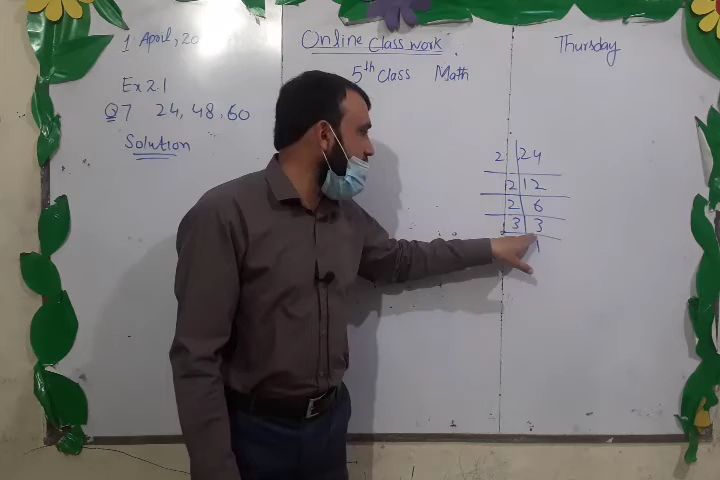 1 April, 20
Online Class work
Thursday
5th Class Math
Ex 21
Q7 24, 48, 60
Solution
2 24
2 12
2 6
3 3
1